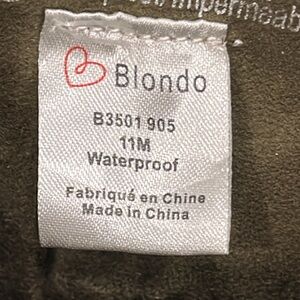 Blondo
B3501 905
11M
Waterproof
Fabriqué en Chine
Made in China